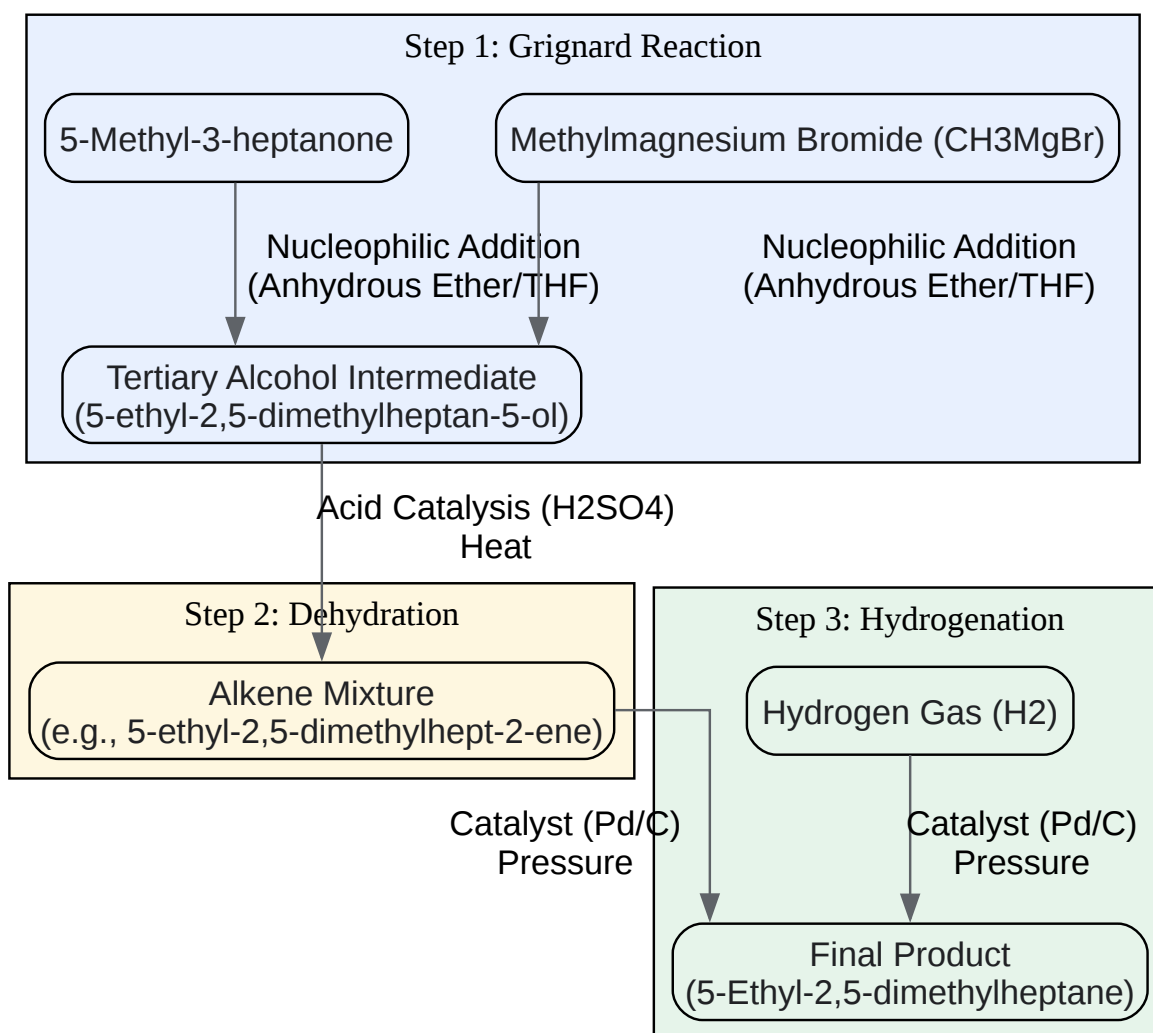 Step 1: Grignard Reaction
5-Methyl-3-heptanone
Methylmagnesium Bromide (CH3MgBr)
Nucleophilic Addition
(Anhydrous Ether/THF)
Nucleophilic Addition
(Anhydrous Ether/THF)
Tertiary Alcohol Intermediate
(5-ethyl-2,5-dimethylheptan-5-ol)
Acid Catalysis (H2SO4)
Heat
Step 2: Dehydration
Alkene Mixture
(e.g., 5-ethyl-2,5-dimethylhept-2-ene)
Step 3: Hydrogenation
Hydrogen Gas (H2)
Catalyst (Pd/C)
Pressure
Catalyst (Pd/C)
Pressure
Final Product
(5-Ethyl-2,5-dimethylheptane)